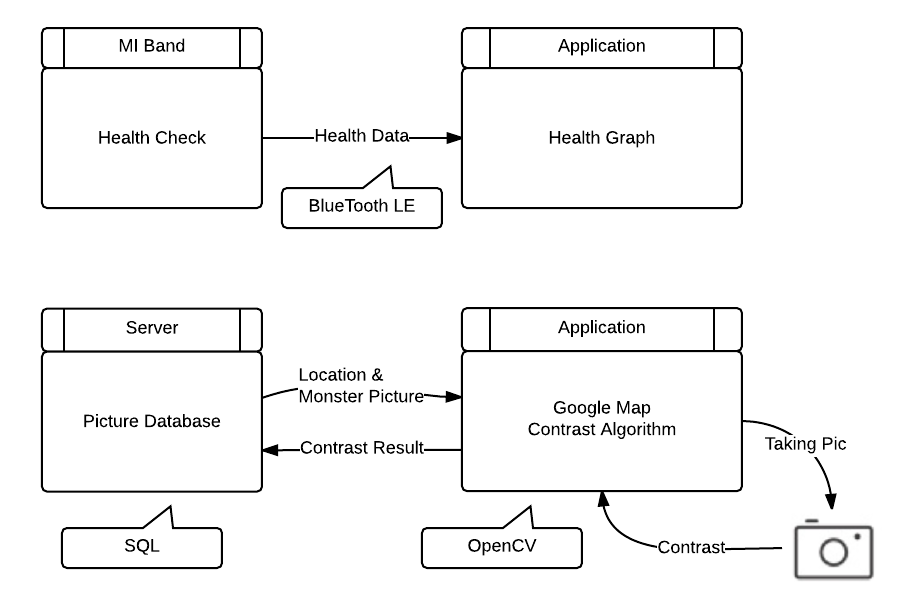 MI Band
Application
Health Check
Health Data
Health Graph
BlueTooth LE
Server
Application
Location &
Monster Picture
Picture Database
Google Map
Contrast Algorithm
Contrast Result
Taking Pic
SQL
OpenCV
Contrast